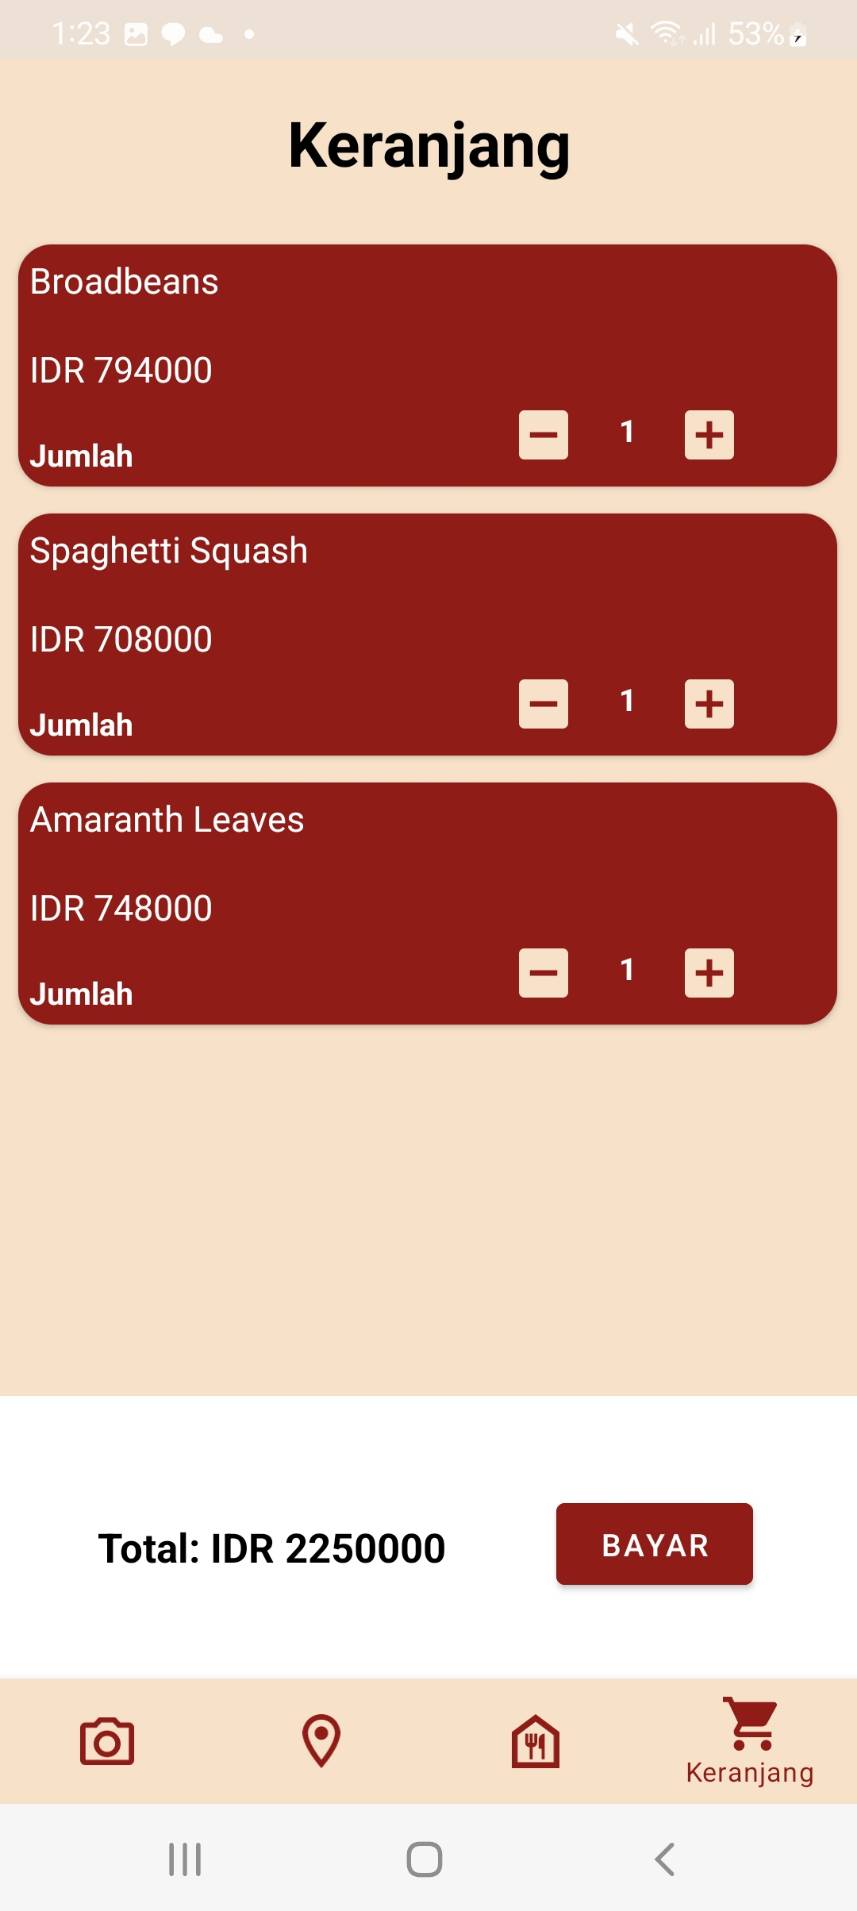 1:23
53%
Keranjang
Broadbeans
IDR 794000
1
Jumlah
Spaghetti Squash
IDR 708000
1
Jumlah
Amaranth Leaves
IDR 748000
1
Jumlah
Total: IDR 2250000
BAYAR
Keranjang